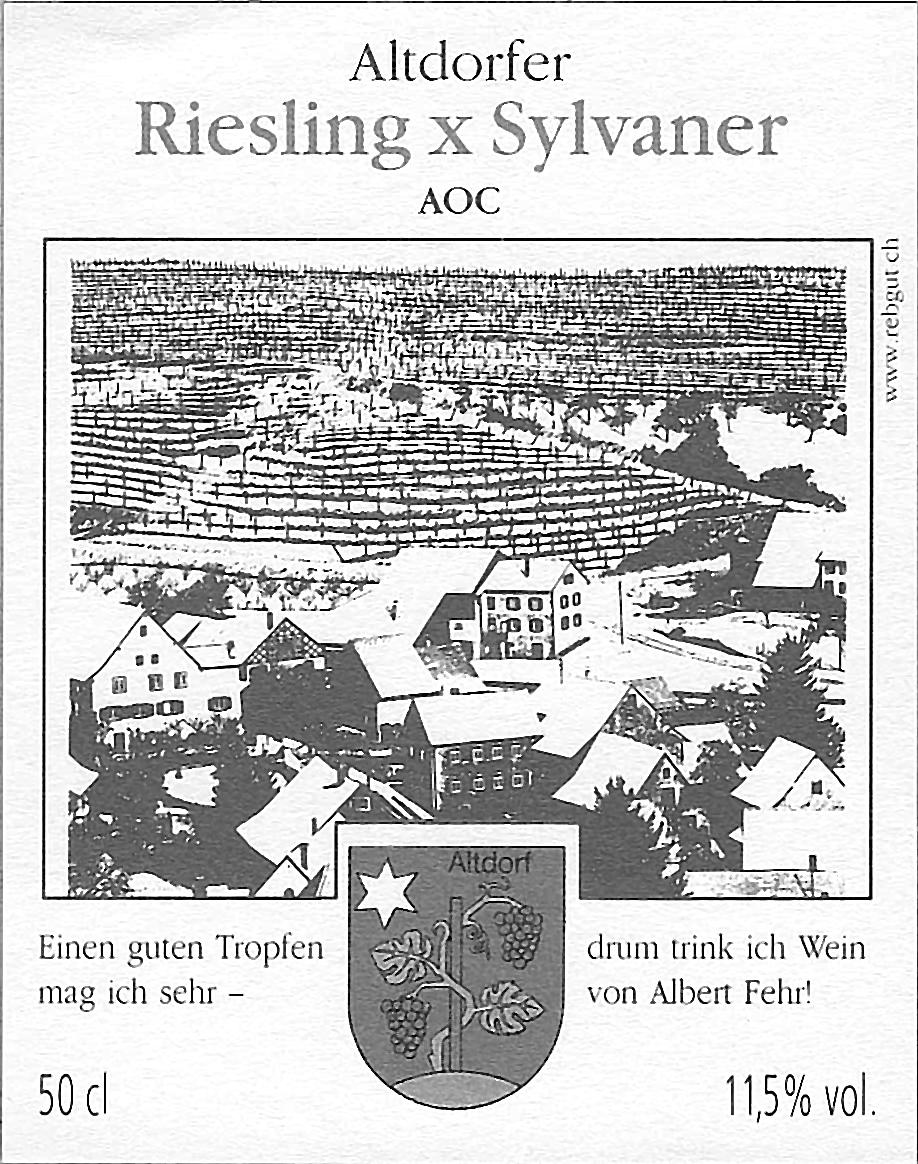 Altdorfer
Riesling x Sylvaner
AOC
www.rebgut.ch
Altdorf
Einen guten Tropfen
mag ich sehr –
drum trink ich Wein
von Albert Fehr!
50 cl
11,5% vol.